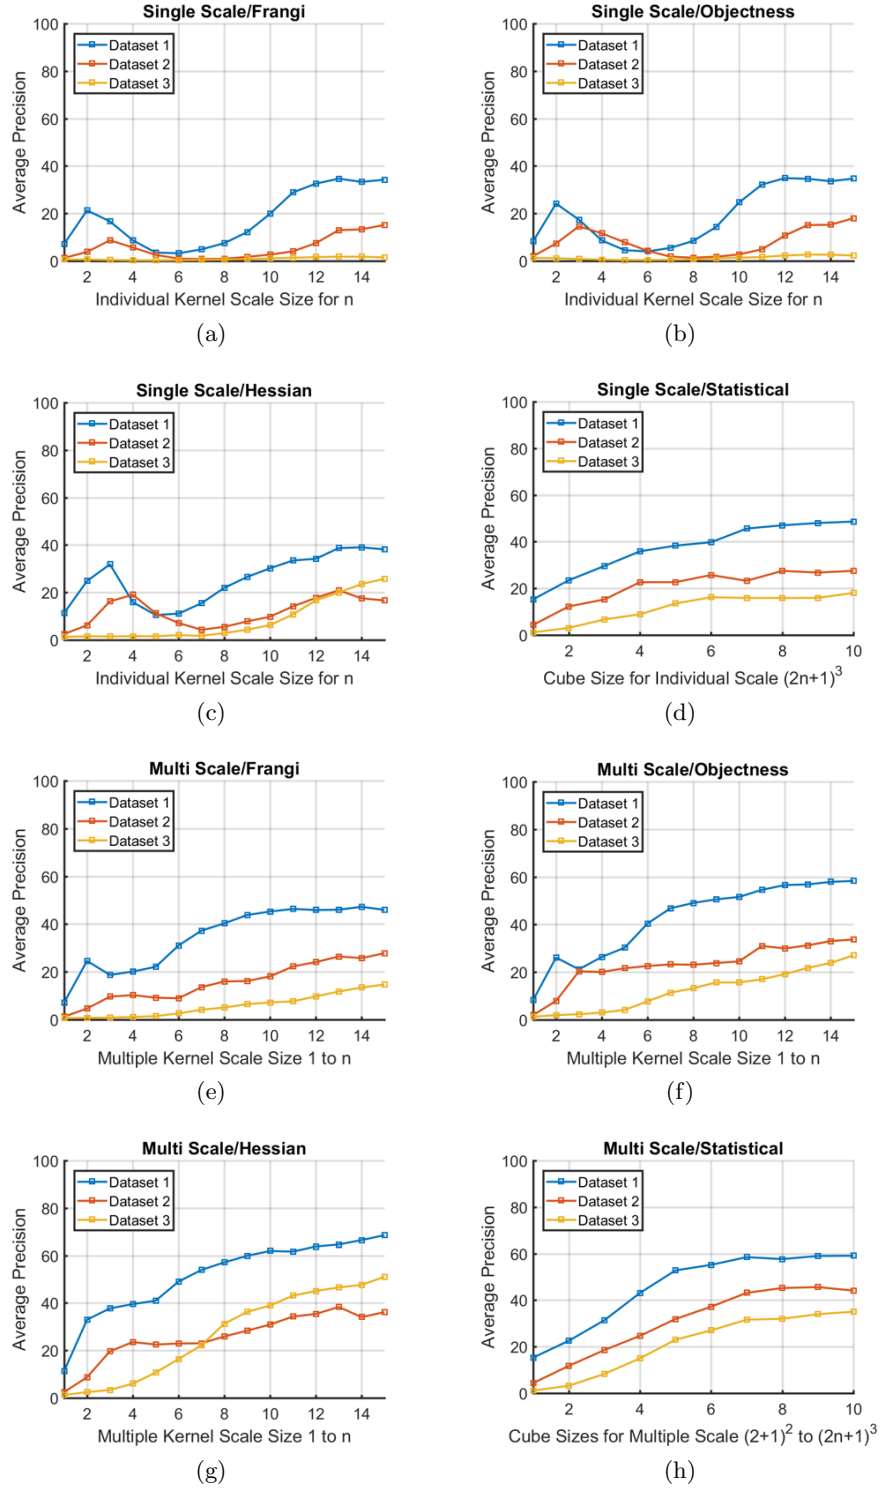 Single Scale/Frangi
100
80
60
40
20
0
Average Precision
Dataset 1
Dataset 2
Dataset 3
2 4 6 8 10 12 14
Individual Kernel Scale Size for n
(a)
Single Scale/Objectness
100
80
60
40
20
0
Average Precision
Dataset 1
Dataset 2
Dataset 3
2 4 6 8 10 12 14
Individual Kernel Scale Size for n
(b)
Single Scale/Hessian
100
80
60
40
20
0
Average Precision
Dataset 1
Dataset 2
Dataset 3
2 4 6 8 10 12 14
Individual Kernel Scale Size for n
(c)
Single Scale/Statistical
100
80
60
40
20
0
Average Precision
Dataset 1
Dataset 2
Dataset 3
2 4 6 8 10
Cube Size for Individual Scale (2n+1)³
(d)
Multi Scale/Frangi
100
80
60
40
20
0
Average Precision
Dataset 1
Dataset 2
Dataset 3
2 4 6 8 10 12 14
Multiple Kernel Scale Size 1 to n
(e)
Multi Scale/Objectness
100
80
60
40
20
0
Average Precision
Dataset 1
Dataset 2
Dataset 3
2 4 6 8 10 12 14
Multiple Kernel Scale Size 1 to n
(f)
Multi Scale/Hessian
100
80
60
40
20
0
Average Precision
Dataset 1
Dataset 2
Dataset 3
2 4 6 8 10 12 14
Multiple Kernel Scale Size 1 to n
(g)
Multi Scale/Statistical
100
80
60
40
20
0
Average Precision
Dataset 1
Dataset 2
Dataset 3
2 4 6 8 10
Cube Sizes for Multiple Scale (2+1)² to (2n+1)³
(h)